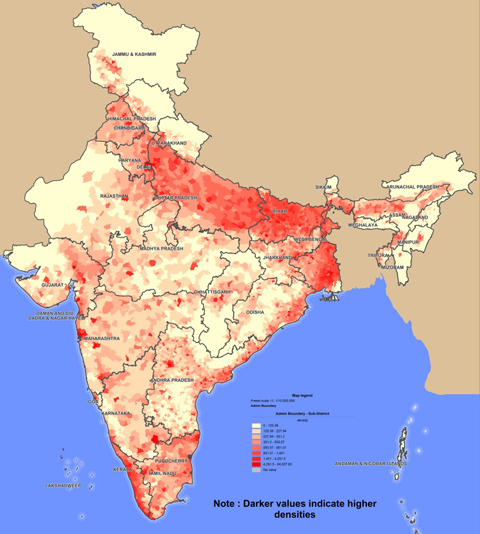 JAMMU & KASHMIR
HIMACHAL PRADESH
CHANDIGARH
HARYANA
DELHI
RAJASTHAN
UTTAR PRADESH
BIHAR
SIKKIM
ARUNACHAL PRADESH
ASSAM
NAGALAND
MEGHALAYA
MANIPUR
TRIPURA
MIZORAM
WEST BENGAL
JHARKHAND
MADHYA PRADESH
GUJARAT
CHHATTISGARH
ODISHA
DAMAN AND DIU
DADRA & NAGAR HAVELI
MAHARASHTRA
ANDHRA PRADESH
GOA
KARNATAKA
PUDUCHERRY
KERALA
TAMIL NADU
LAKSHADWEEP
ANDAMAN & NICOBAR ISLANDS
Map legend
Admin Boundary
Admin Boundary - Sub-District
density
No value
Note : Darker values indicate higher
densities